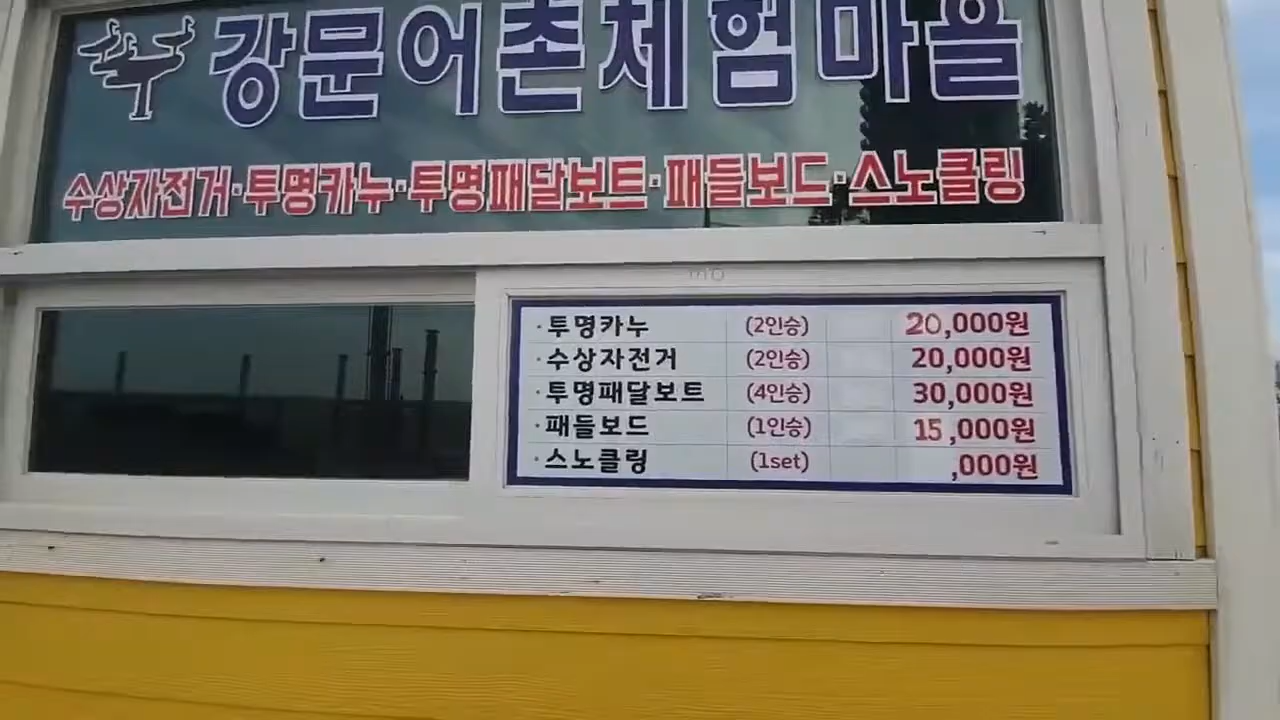 강문어촌체험마을
수상자전거·투명카누·투명패달보트·패들보드·스노클링
·투명카누 (2인승) 20,000원
·수상자전거 (2인승) 20,000원
·투명패달보트 (4인승) 30,000원
·패들보드 (1인승) 15,000원
·스노클링 (1set) ,000원